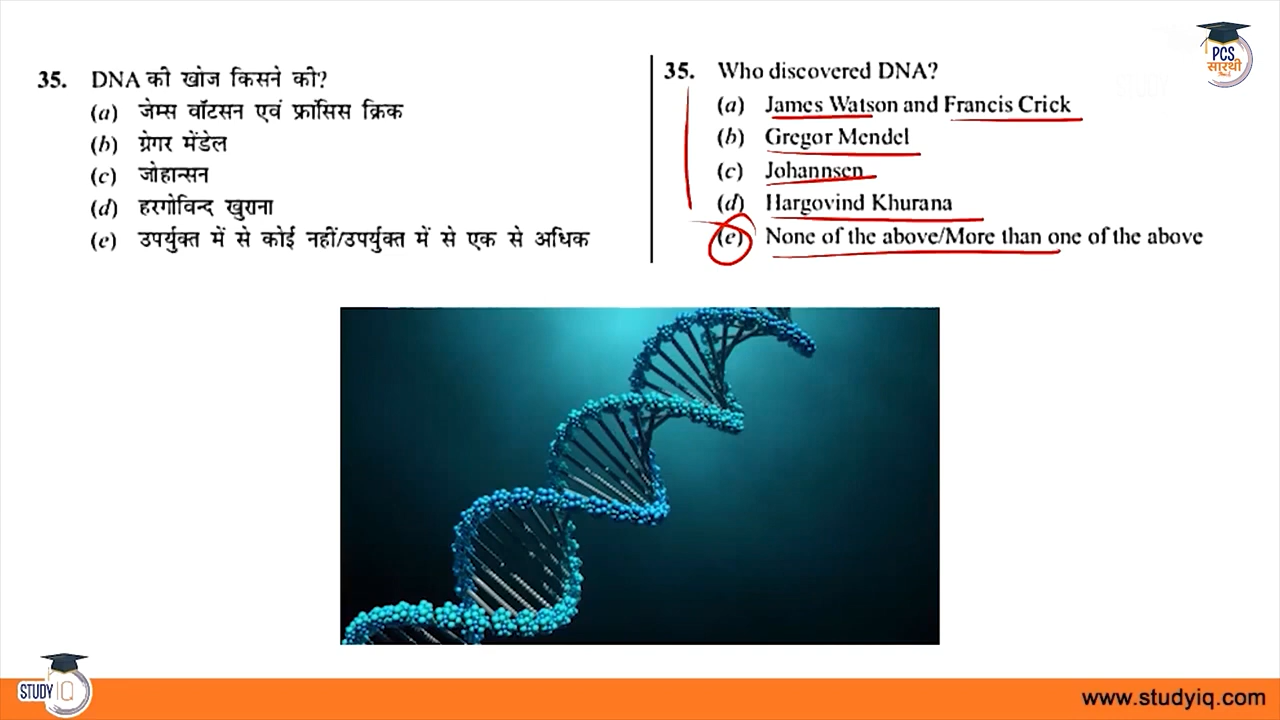 35. DNA की खोज किसने की?
(a) जेम्स वॉटसन एवं फ्रांसिस क्रिक
(b) ग्रेगर मेंडेल
(c) जोहान्सन
(d) हरगोविन्द खुराना
(e) उपर्युक्त में से कोई नहीं/उपर्युक्त में से एक से अधिक
35. Who discovered DNA?
(a) James Watson and Francis Crick
(b) Gregor Mendel
(c) Johannsen
(d) Hargovind Khurana
(e) None of the above/More than one of the above
PCS
सारथी
STUDY IQ
www.studyiq.com